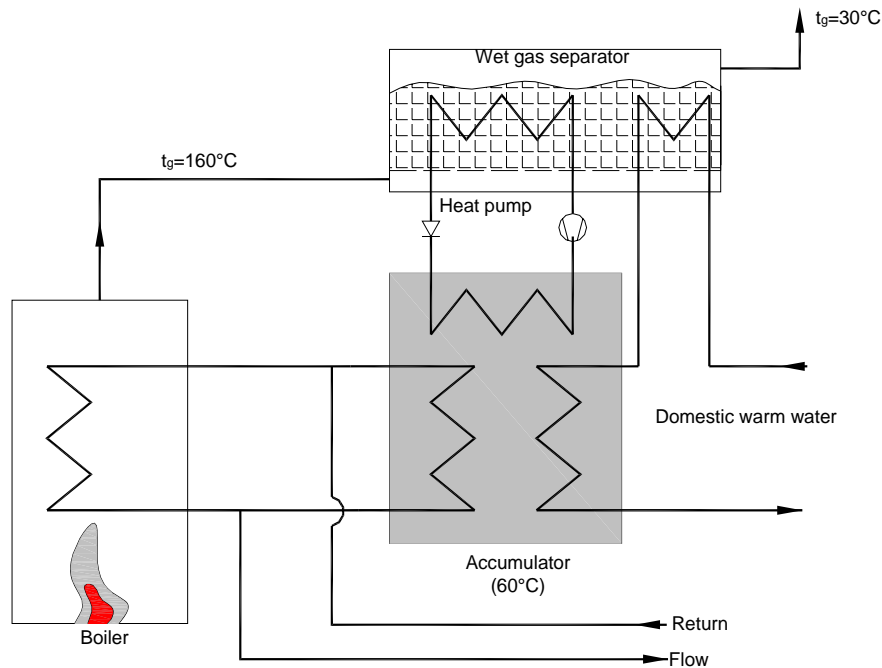 tg=30°C
Wet gas separator
tg=160°C
Heat pump
Domestic warm water
Accumulator
(60°C)
Boiler
Return
Flow